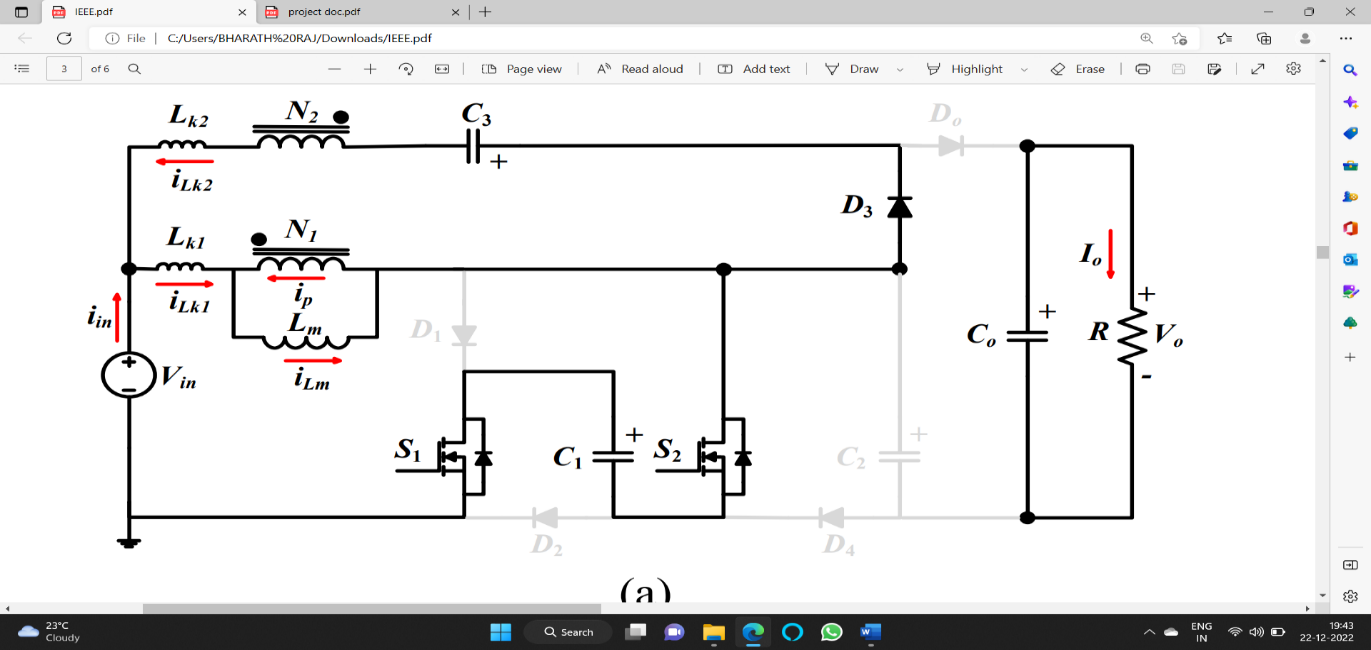 IEEE.pdf
project doc.pdf
File | C:/Users/BHARATH%20RAJ/Downloads/IEEE.pdf
3 of 6
Page view
Read aloud
Add text
Draw
Highlight
Erase
Lk2
N2
C3
Do
+
iLk2
D3
Lk1
N1
Io
iLk1
ip
iin
Lm
D1
+
+
Co
R
Vo
+
-
Vin
-
iLm
S1
C1
+
S2
C2
+
D2
D4
(a)
23°C
Cloudy
Search
W
ENG
IN
19:43
22-12-2022